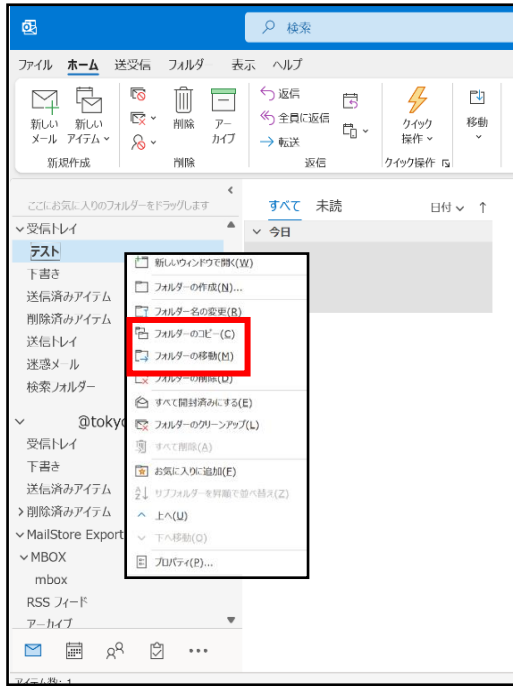 検索
ファイル ホーム 送受信 フォルダー 表示 ヘルプ
新しいメール
新しいアイテム
削除
アーカイブ
返信
全員に返信
転送
クイック操作
移動
新規作成 削除 返信 クイック操作
ここにお気に入りのフォルダーをドラッグします
すべて 未読 日付
今日
受信トレイ
テスト
下書き
送信済みアイテム
削除済みアイテム
送信トレイ
迷惑メール
検索フォルダー
@tokyo
受信トレイ
下書き
送信済みアイテム
削除済みアイテム
MailStore Export
MBOX
mbox
RSS フィード
アーカイブ
新しいウィンドウで開く(W)
フォルダーの作成(N)...
フォルダー名の変更(R)
フォルダーのコピー(C)
フォルダーの移動(M)
フォルダーの削除(D)
すべて開封済みにする(E)
フォルダーのクリーンアップ(L)
すべて削除(A)
お気に入りに追加(F)
サブフォルダーを昇順で並べ替え(Z)
上へ(U)
下へ移動(O)
プロパティ(P)...
アイテム数: 1